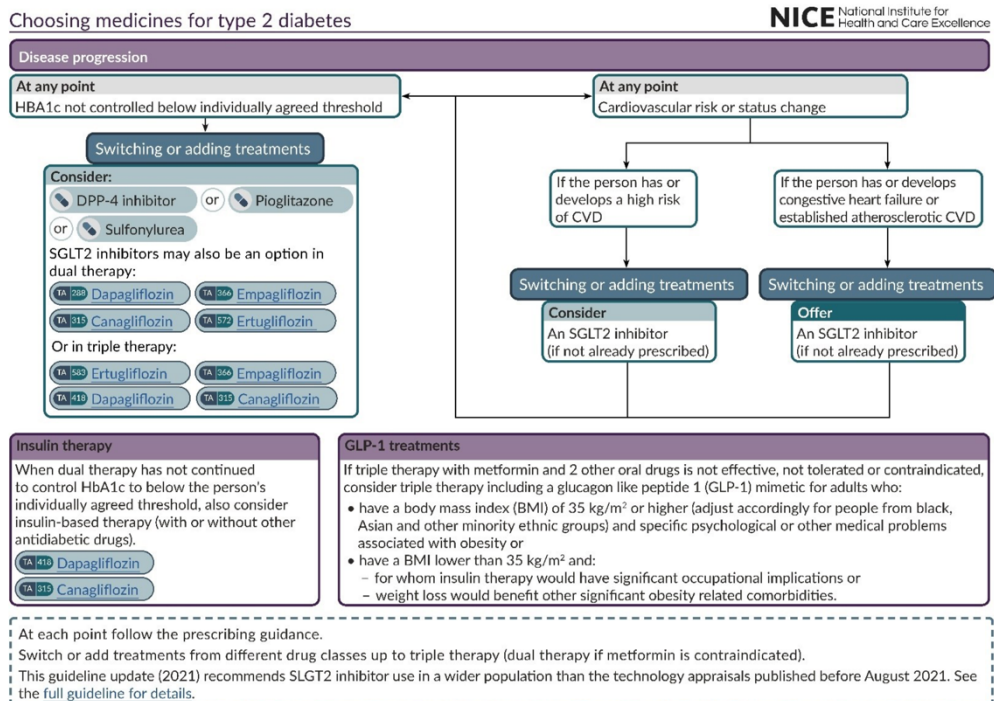 Choosing medicines for type 2 diabetes
NICE National Institute for
Health and Care Excellence
Disease progression
At any point
HBA1c not controlled below individually agreed threshold
At any point
Cardiovascular risk or status change
Switching or adding treatments
Consider:
DPP-4 inhibitor or Pioglitazone
or Sulfonylurea
SGLT2 inhibitors may also be an option in
dual therapy:
TA 288 Dapagliflozin TA 366 Empagliflozin
TA 315 Canagliflozin TA 572 Ertugliflozin
Or in triple therapy:
TA 583 Ertugliflozin TA 366 Empagliflozin
TA 418 Dapagliflozin TA 315 Canagliflozin
If the person has or
develops a high risk
of CVD
Switching or adding treatments
Consider
An SGLT2 inhibitor
(if not already prescribed)
If the person has or develops
congestive heart failure or
established atherosclerotic CVD
Switching or adding treatments
Offer
An SGLT2 inhibitor
(if not already prescribed)
Insulin therapy
When dual therapy has not continued
to control HbA1c to below the person's
individually agreed threshold, also consider
insulin-based therapy (with or without other
antidiabetic drugs).
TA 418 Dapagliflozin
TA 315 Canagliflozin
GLP-1 treatments
If triple therapy with metformin and 2 other oral drugs is not effective, not tolerated or contraindicated,
consider triple therapy including a glucagon like peptide 1 (GLP-1) mimetic for adults who:
• have a body mass index (BMI) of 35 kg/m² or higher (adjust accordingly for people from black,
Asian and other minority ethnic groups) and specific psychological or other medical problems
associated with obesity or
• have a BMI lower than 35 kg/m² and:
– for whom insulin therapy would have significant occupational implications or
– weight loss would benefit other significant obesity related comorbidities.
At each point follow the prescribing guidance.
Switch or add treatments from different drug classes up to triple therapy (dual therapy if metformin is contraindicated).
This guideline update (2021) recommends SLGT2 inhibitor use in a wider population than the technology appraisals published before August 2021. See
the full guideline for details.